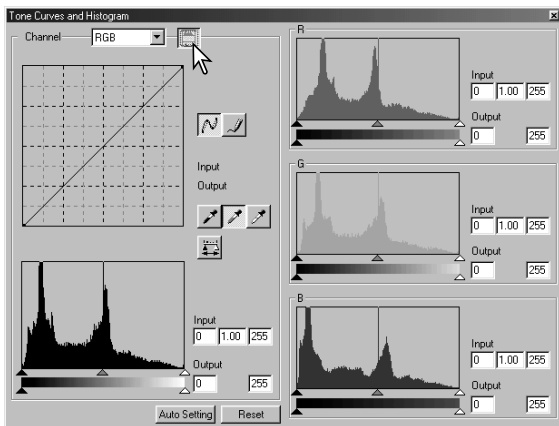 Tone Curves and Histogram
Channel RGB
Input
Output
Input
0 1.00 255
Output
0 255
Auto Setting Reset
R
Input
0 1.00 255
Output
0 255
G
Input
0 1.00 255
Output
0 255
B
Input
0 1.00 255
Output
0 255